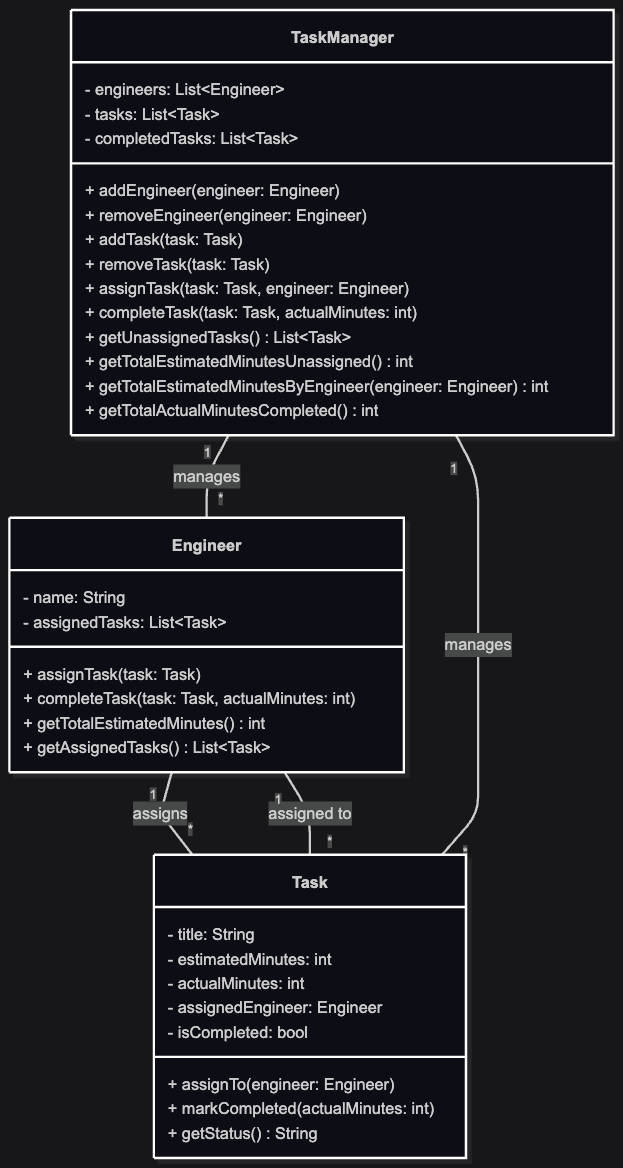 TaskManager
- engineers: List<Engineer>
- tasks: List<Task>
- completedTasks: List<Task>
+ addEngineer(engineer: Engineer)
+ removeEngineer(engineer: Engineer)
+ addTask(task: Task)
+ removeTask(task: Task)
+ assignTask(task: Task, engineer: Engineer)
+ completeTask(task: Task, actualMinutes: int)
+ getUnassignedTasks() : List<Task>
+ getTotalEstimatedMinutesUnassigned() : int
+ getTotalEstimatedMinutesByEngineer(engineer: Engineer) : int
+ getTotalActualMinutesCompleted() : int
1
manages
*
1
manages
*
Engineer
- name: String
- assignedTasks: List<Task>
+ assignTask(task: Task)
+ completeTask(task: Task, actualMinutes: int)
+ getTotalEstimatedMinutes() : int
+ getAssignedTasks() : List<Task>
1
assigns
*
1
assigned to
*
Task
- title: String
- estimatedMinutes: int
- actualMinutes: int
- assignedEngineer: Engineer
- isCompleted: bool
+ assignTo(engineer: Engineer)
+ markCompleted(actualMinutes: int)
+ getStatus() : String